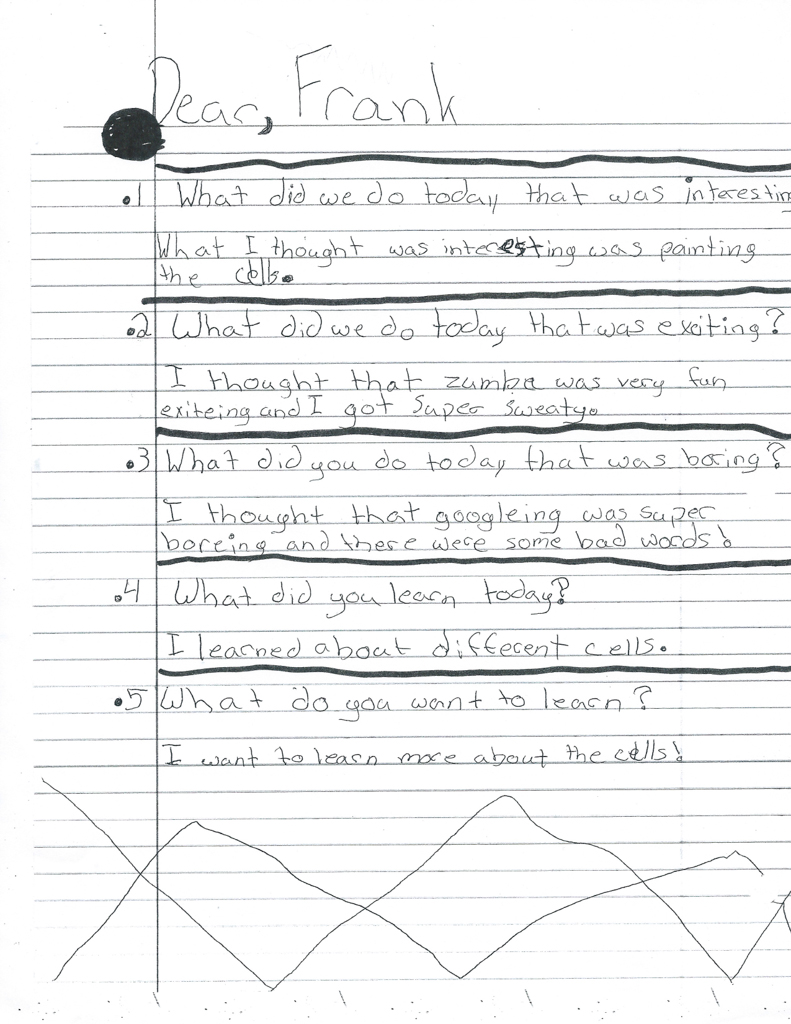 Dear, Frank
.1 What did we do today that was interestin
What I thought was interesting was painting
the cells.
.2 What did we do today that was exciting?
I thought that zumba was very fun
exiteing and I got super sweaty.
.3 What did you do today that was boring?
I thought that googleing was super
boreing and there were some bad words!
.4 What did you learn today?
I learned about different cells.
.5 What do you want to learn?
I want to learn more about the cells!